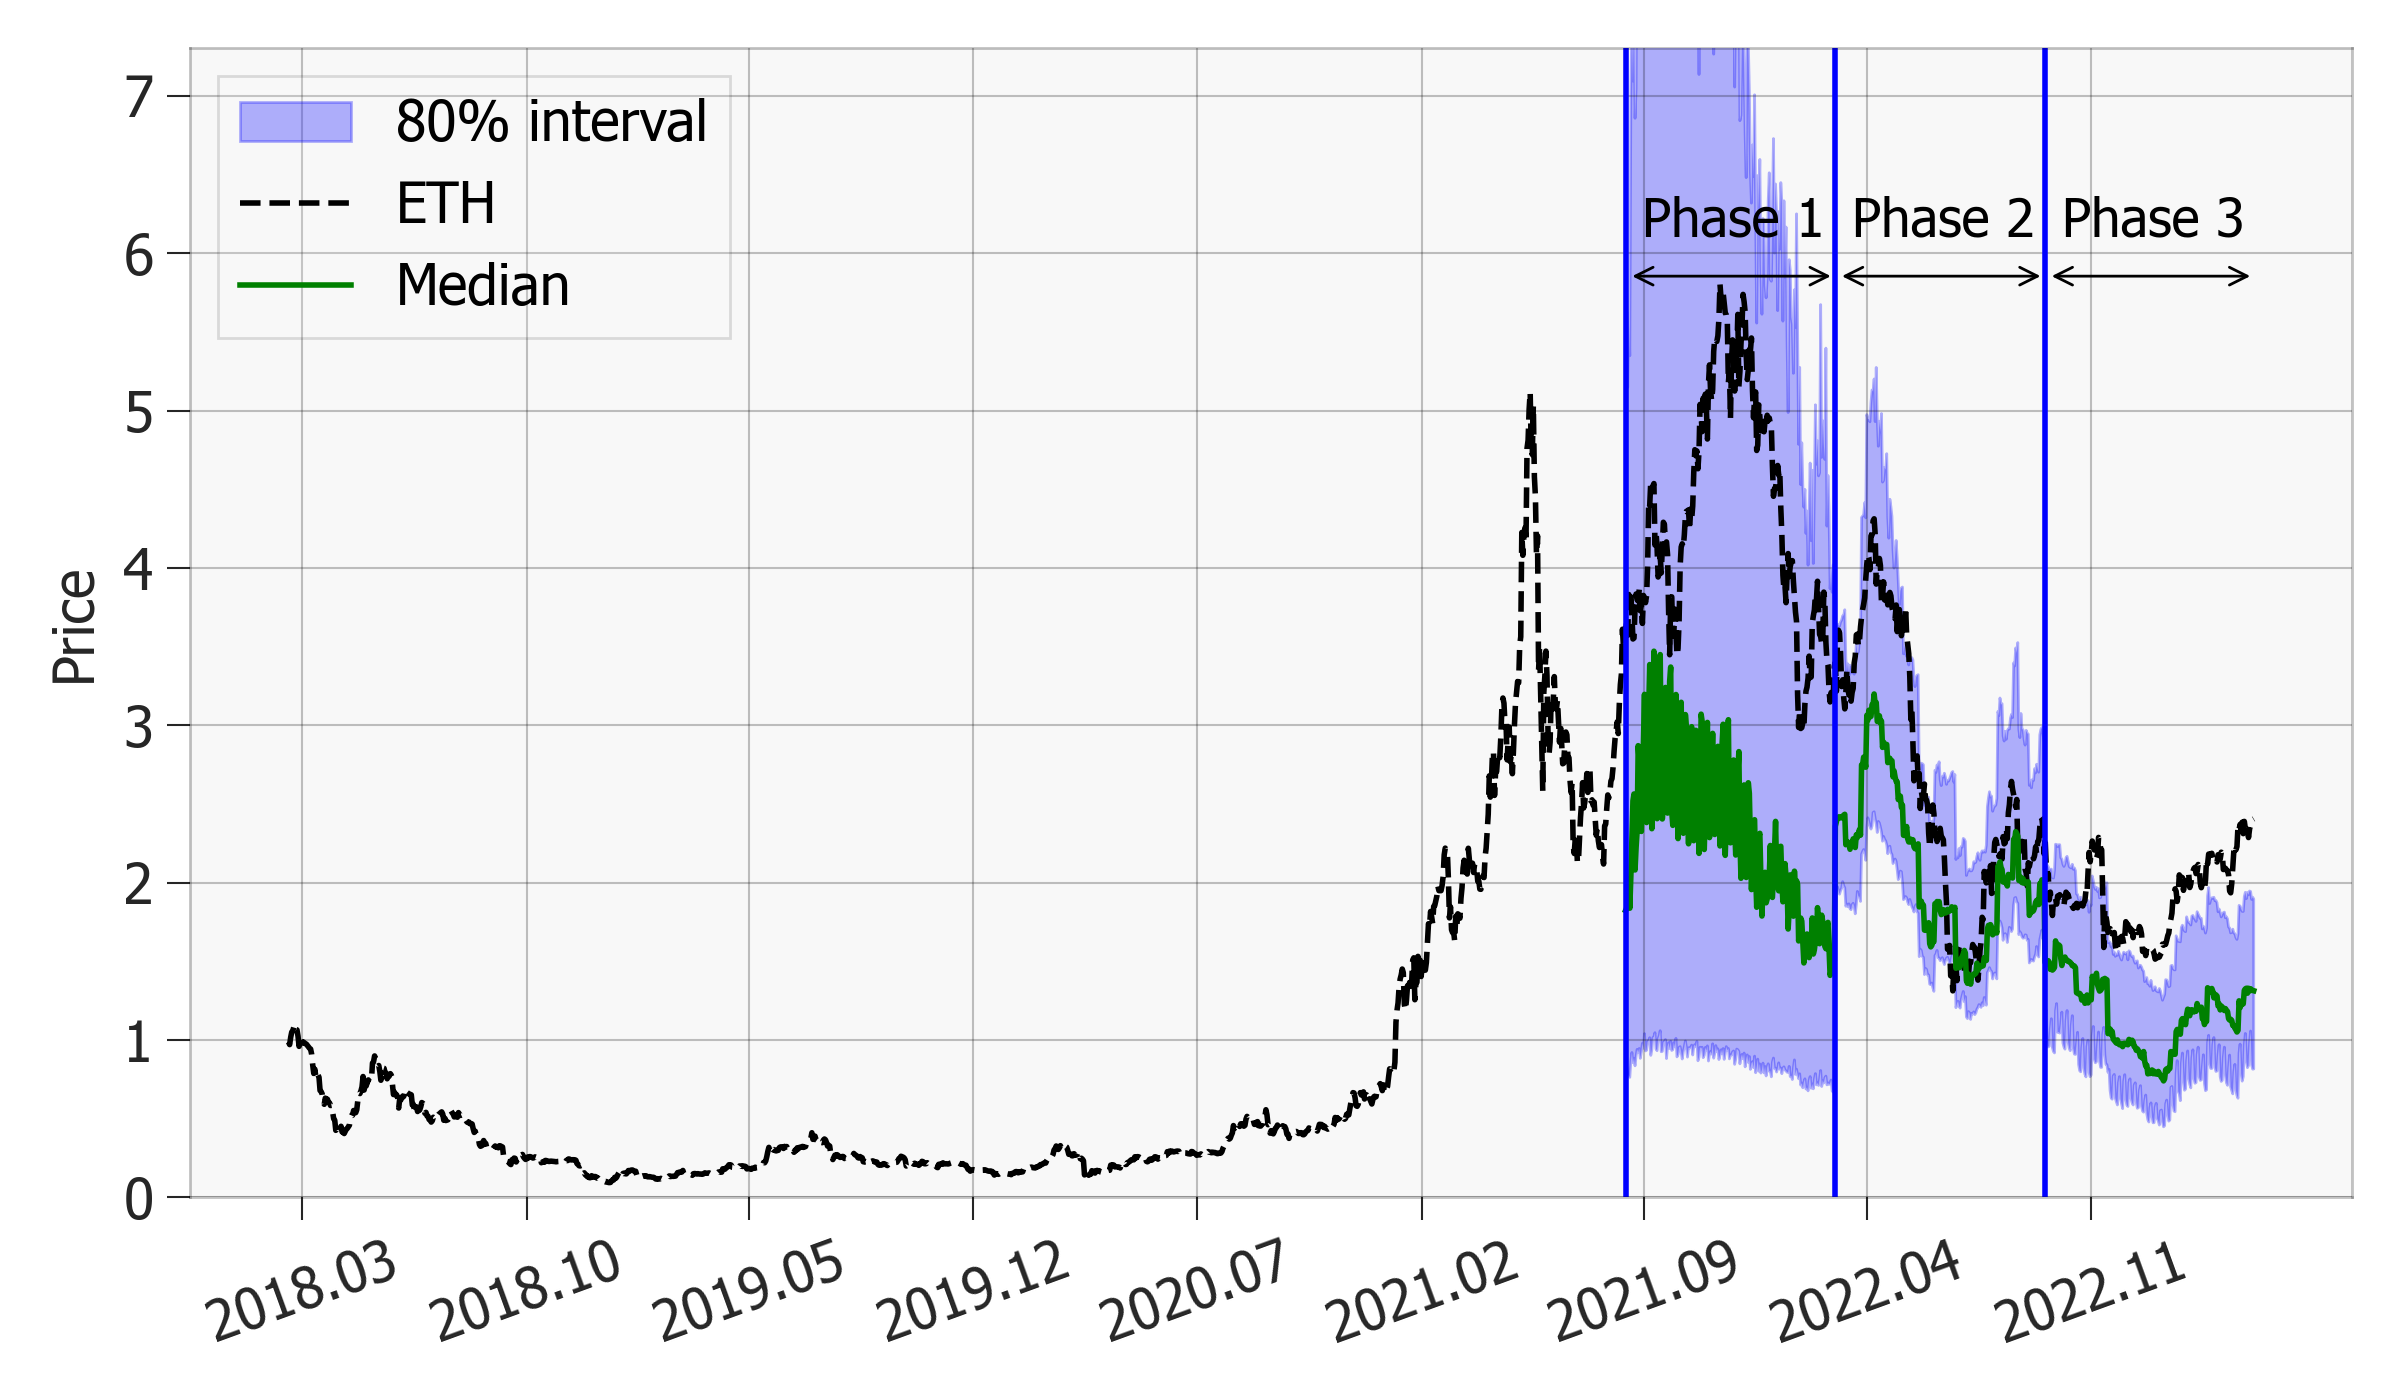 7
6
5
4
3
2
1
0
Price
80% interval
ETH
Median
Phase 1
Phase 2
Phase 3
2018.03
2018.10
2019.05
2019.12
2020.07
2021.02
2021.09
2022.04
2022.11